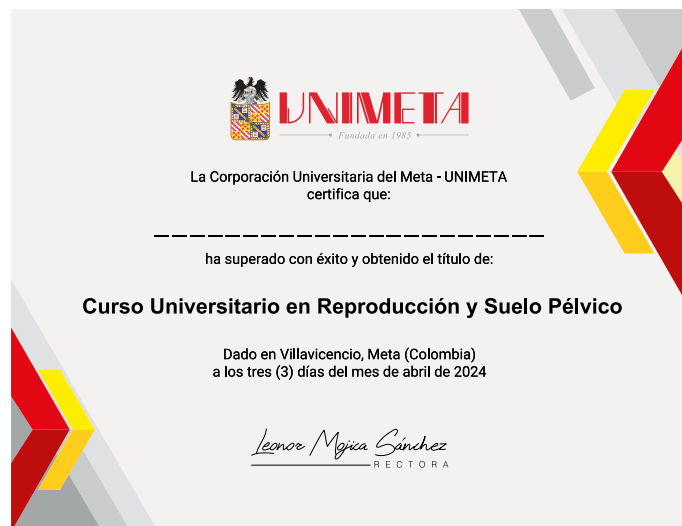 UNIMETA
Fundada en 1985
La Corporación Universitaria del Meta - UNIMETA
certifica que:
ha superado con éxito y obtenido el título de:
Curso Universitario en Reproducción y Suelo Pélvico
Dado en Villavicencio, Meta (Colombia)
a los tres (3) días del mes de abril de 2024
Leonor Mojica Sánchez
RECTORA